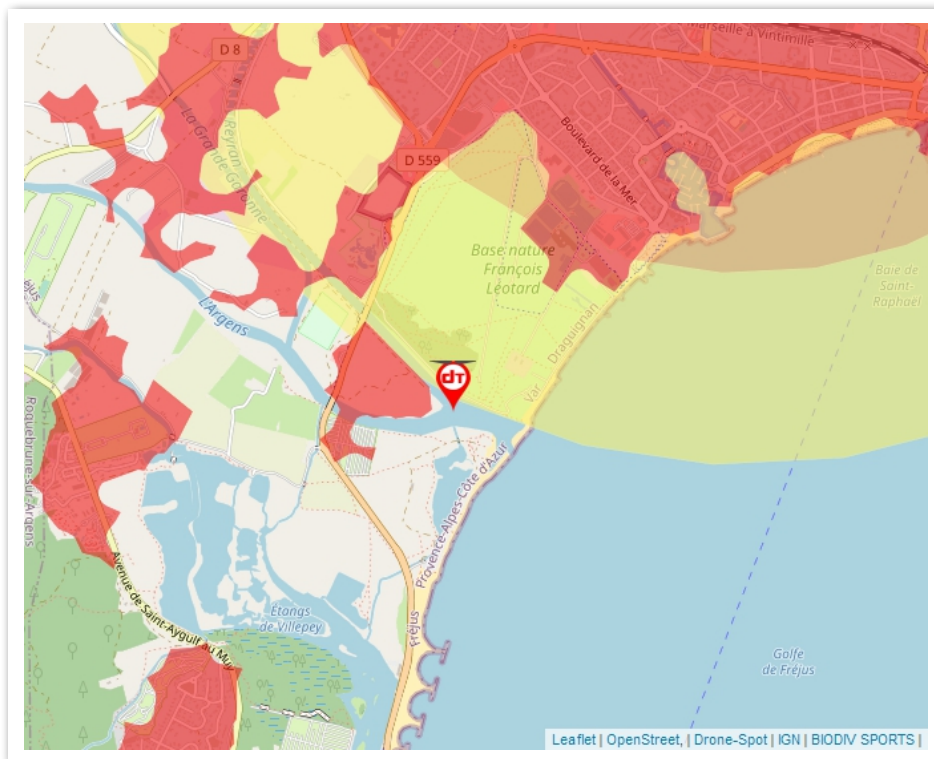 Marseille à Vintimille
D 8
La Grande Garonne
Reyran
D 559
Boulevard de la Mer
Base nature
François
Léotard
Baie de
Saint-
Raphael
L'Argens
Draguignan
Var
dT
Roquebrune-sur-Argens
Provence-Alpes-Côte d'Azur
Avenue de Saint-Aygulf au Muy
Étangs
de Villepey
Fréjus
Golfe
de Fréjus
Leaflet | OpenStreet, | Drone-Spot | IGN | BIODIV SPORTS |